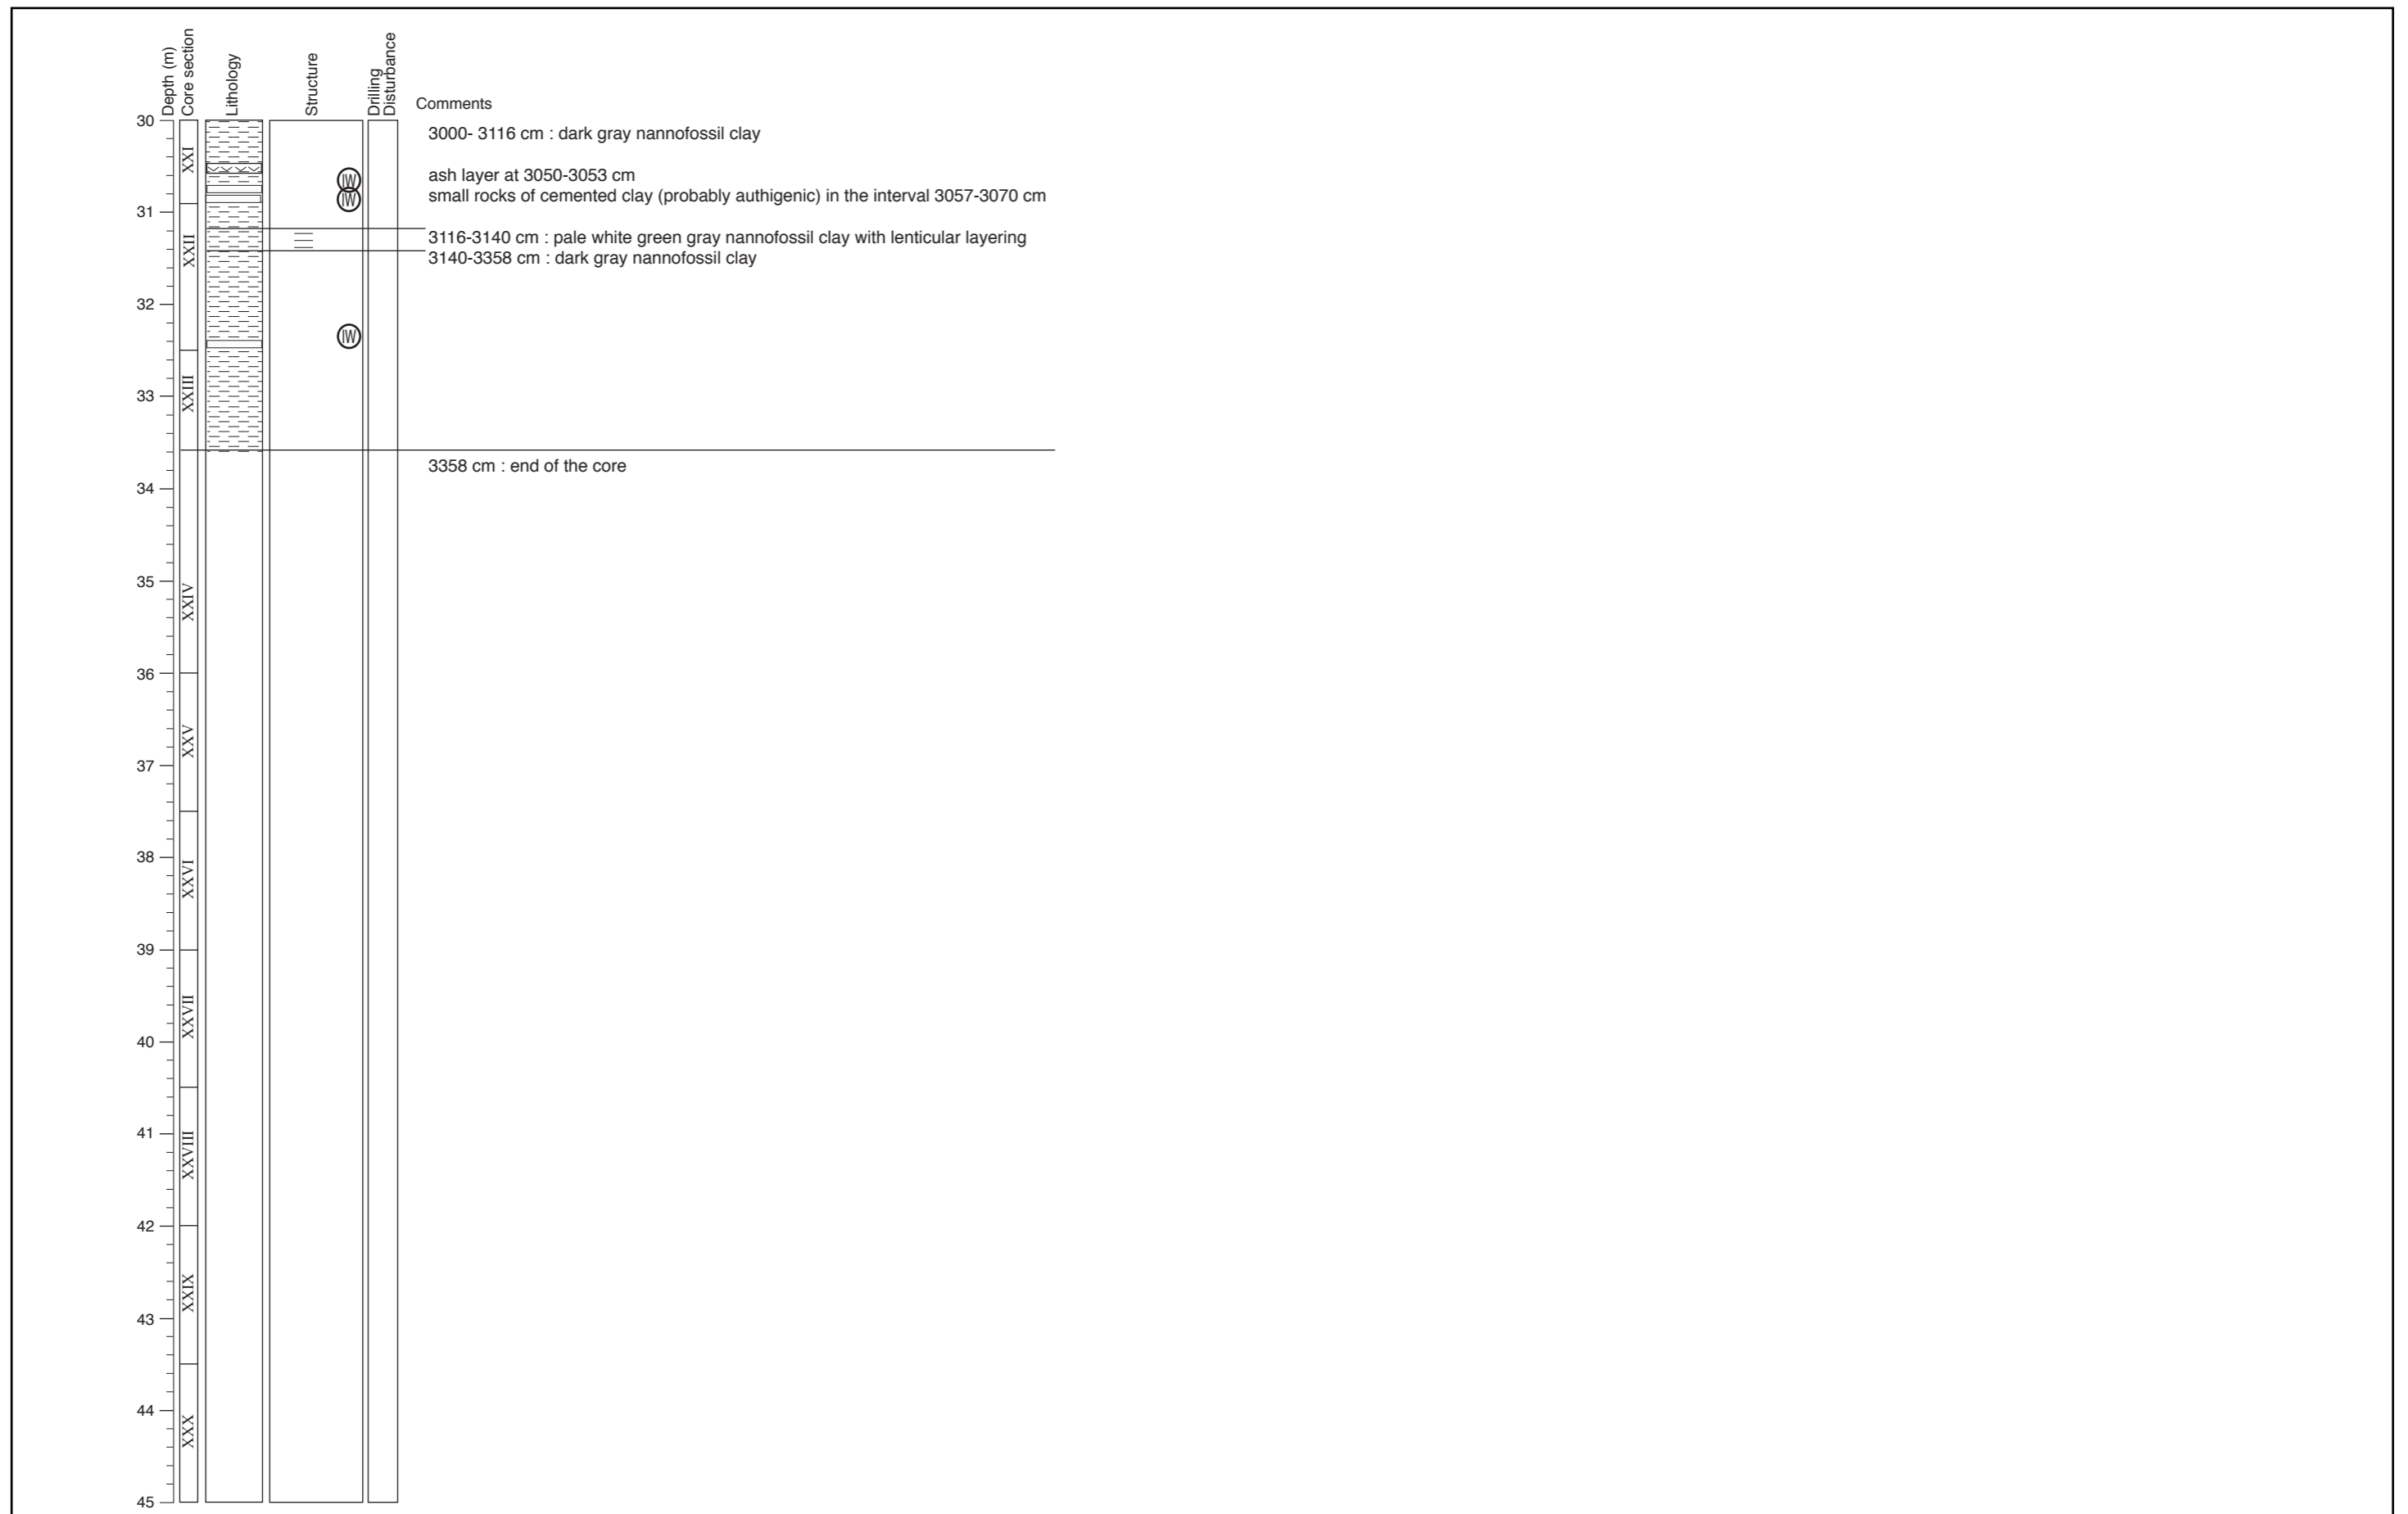 Depth (m)
Core section
Lithology
Structure
Drilling
Disturbance
Comments
30
XXI
3000- 3116 cm : dark gray nannofossil clay
ash layer at 3050-3053 cm
IW
small rocks of cemented clay (probably authigenic) in the interval 3057-3070 cm
IW
31
XXII
3116-3140 cm : pale white green gray nannofossil clay with lenticular layering
3140-3358 cm : dark gray nannofossil clay
32
IW
XXIII
33
3358 cm : end of the core
34
35
XXIV
36
XXV
37
38
XXVI
39
XXVII
40
41
XXVIII
42
XXIX
43
44
XXX
45